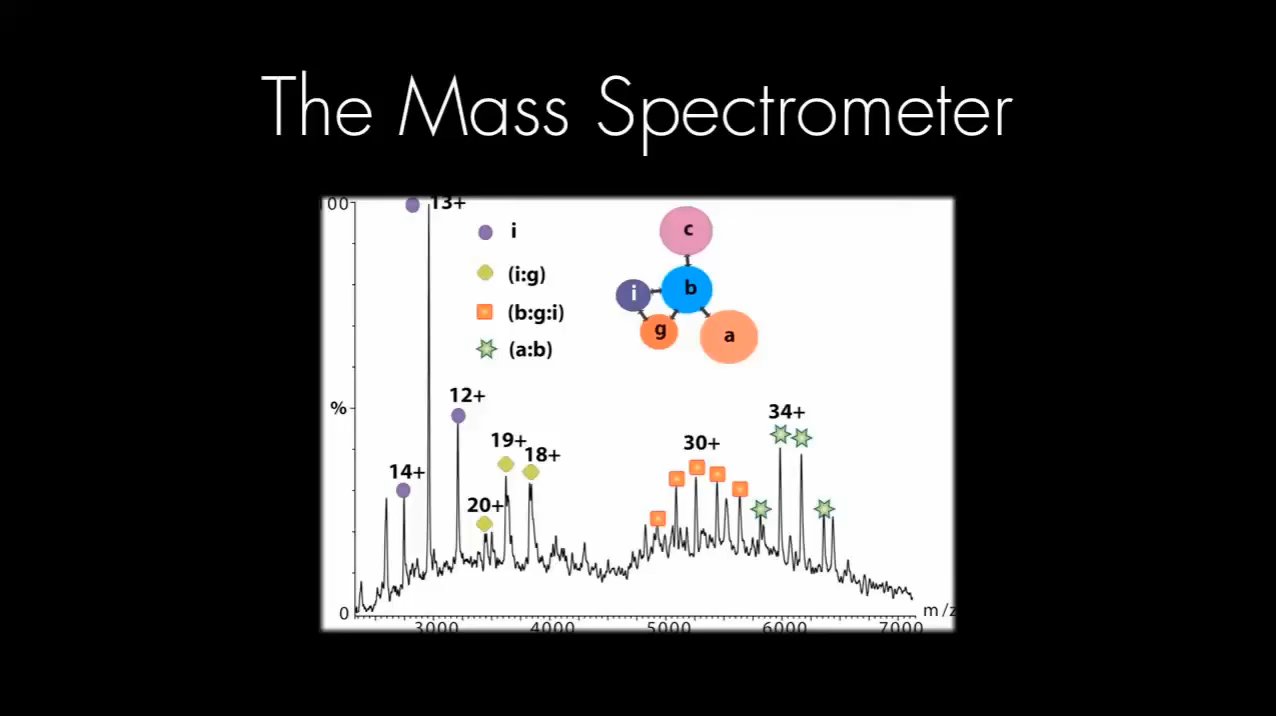 The Mass Spectrometer
13+
i
(i:g)
(b:g:i)
(a:b)
c
i
b
g
a
%
14+
12+
20+
19+
18+
30+
34+
0
m/z
3000
4000
5000
6000
7000